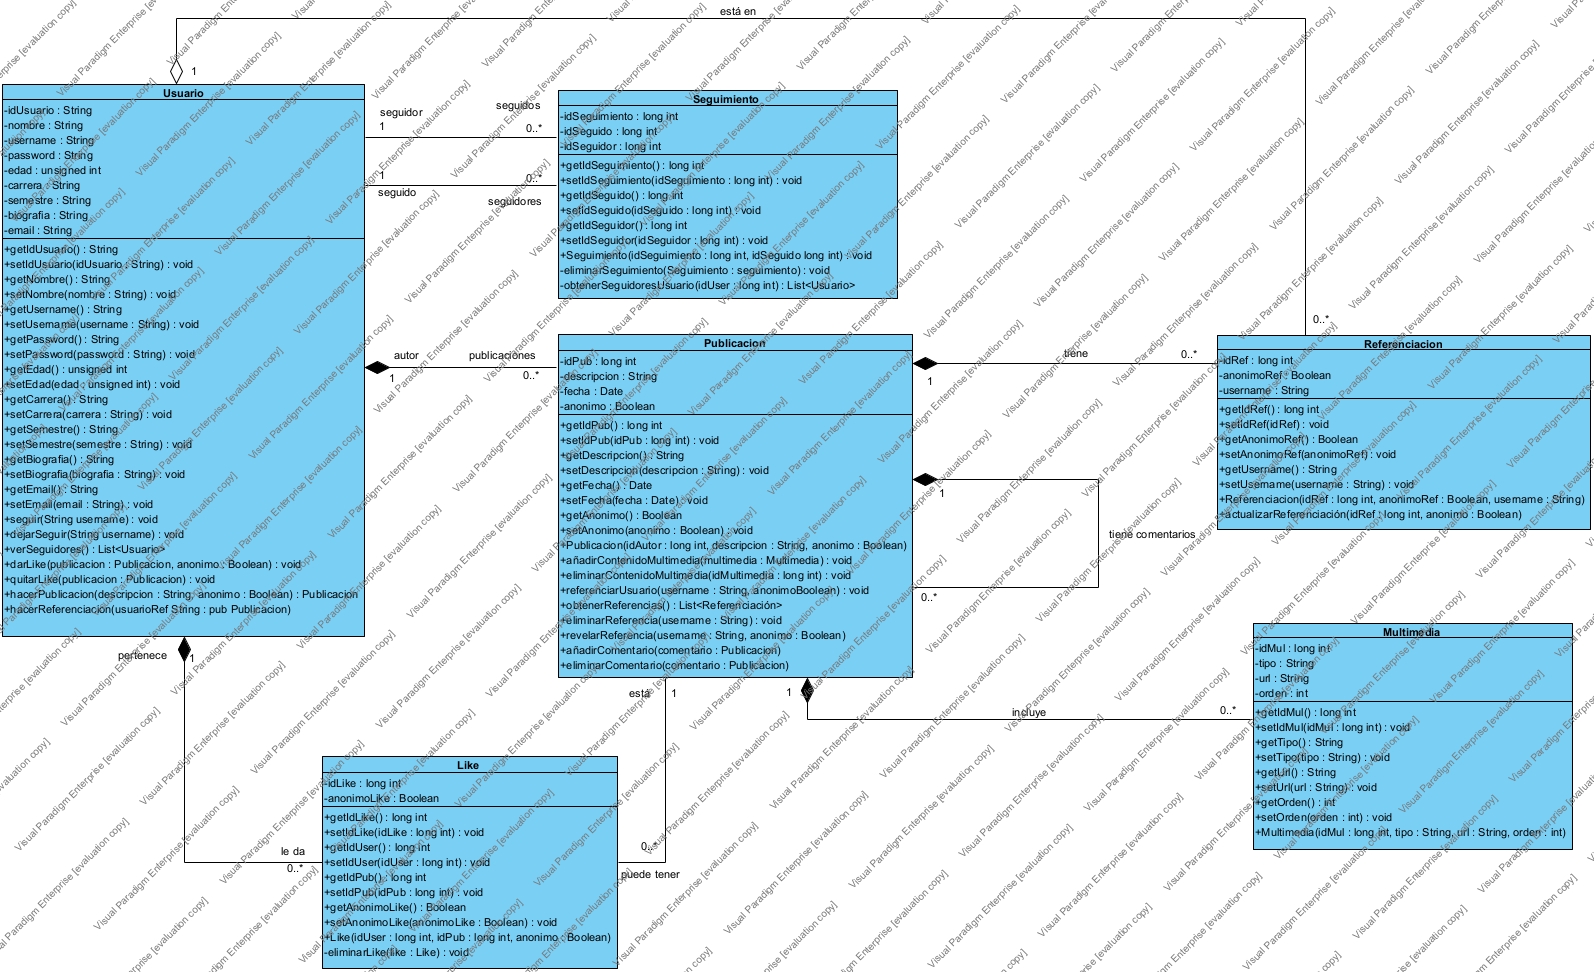 está en
1
Usuario
-idUsuario : String
-nombre : String
-username : String
-password : String
-edad : unsigned int
-carrera : String
-semestre : String
-biografia : String
-email : String
+getIdUsuario() : String
+setIdUsuario(idUsuario : String) : void
+getNombre() : String
+setNombre(nombre : String) : void
+getUsername() : String
+setUsername(username : String) : void
+getPassword() : String
+setPassword(password : String) : void
+getEdad() : unsigned int
+setEdad(edad : unsigned int) : void
+getCarrera() : String
+setCarrera(carrera : String) : void
+getSemestre() : String
+setSemestre(semestre : String) : void
+getBiografia() : String
+setBiografia(biografia : String) : void
+getEmail() : String
+setEmail(email : String) : void
+seguir(String username) : void
+dejarSeguir(String username) : void
+verSeguidores() : List<Usuario>
+darLike(publicacion : Publicacion, anonimo : Boolean) : void
+quitarLike(publicacion : Publicacion) : void
+hacerPublicacion(descripcion : String, anonimo : Boolean) : Publicacion
+hacerReferenciacion(usuarioRef String : pub Publicacion)
seguidor
1
seguidos
0..*
1
seguido
0..*
seguidores
Seguimiento
-idSeguimiento : long int
-idSeguido : long int
-idSeguidor : long int
+getIdSeguimiento() : long int
+setIdSeguimiento(idSeguimiento : long int) : void
+getIdSeguido() : long int
+setIdSeguido(idSeguido : long int) : void
+getIdSeguidor() : long int
+setIdSeguidor(idSeguidor : long int) : void
+Seguimiento(idSeguimiento : long int, idSeguido long int) : void
-eliminarSeguimiento(Seguimiento : seguimiento) : void
-obtenerSeguidoresUsuario(idUser : long int) : List<Usuario>
autor
1
publicaciones
0..*
Publicacion
-idPub : long int
-descripcion : String
-fecha : Date
-anonimo : Boolean
+getIdPub() : long int
+setIdPub(idPub : long int) : void
+getDescripcion() : String
+setDescripcion(descripcion : String) : void
+getFecha() : Date
+setFecha(fecha : Date) : void
+getAnonimo() : Boolean
+setAnonimo(anonimo : Boolean) : void
+Publicacion(idAutor : long int, descripcion : String, anonimo : Boolean)
+añadirContenidoMultimedia(multimedia : Multimedia) : void
+eliminarContenidoMultimedia(idMultimedia : long int) : void
+referenciarUsuario(username : String, anonimoBoolean) : void
+obtenerReferencias() : List<Referenciación>
+eliminarReferencia(username : String) : void
+revelarReferencia(username : String, anonimo : Boolean)
+añadirComentario(comentario : Publicacion)
+eliminarComentario(comentario : Publicacion)
1
tiene
0..*
0..*
Referenciacion
-idRef : long int
-anonimoRef : Boolean
-username : String
+getIdRef() : long int
+setIdRef(idRef) : void
+getAnonimoRef() : Boolean
+setAnonimoRef(anonimoRef) : void
+getUsername() : String
+setUsername(username : String) : void
+Referenciacion(idRef : long int, anonimoRef : Boolean, username : String)
+actualizarReferenciación(idRef : long int, anonimo : Boolean)
1
tiene comentarios
0..*
pertenece
1
le da
0..*
está
1
0..*
puede tener
1
incluye
0..*
Like
-idLike : long int
-anonimoLike : Boolean
+getIdLike() : long int
+setIdLike(idLike : long int) : void
+getIdUser() : long int
+setIdUser(idUser : long int) : void
+getIdPub() : long int
+setIdPub(idPub : long int) : void
+getAnonimoLike() : Boolean
+setAnonimoLike(anonimoLike : Boolean) : void
+Like(idUser : long int, idPub : long int, anonimo : Boolean)
-eliminarLike(like : Like) : void
Multimedia
-idMul : long int
-tipo : String
-url : String
-orden : int
+getIdMul() : long int
+setIdMul(idMul : long int) : void
+getTipo() : String
+setTipo(tipo : String) : void
+getUrl() : String
+setUrl(url : String) : void
+getOrden() : int
+setOrden(orden : int) : void
+Multimedia(idMul : long int, tipo : String, url : String, orden : int)
Visual Paradigm Enterprise [evaluation copy]